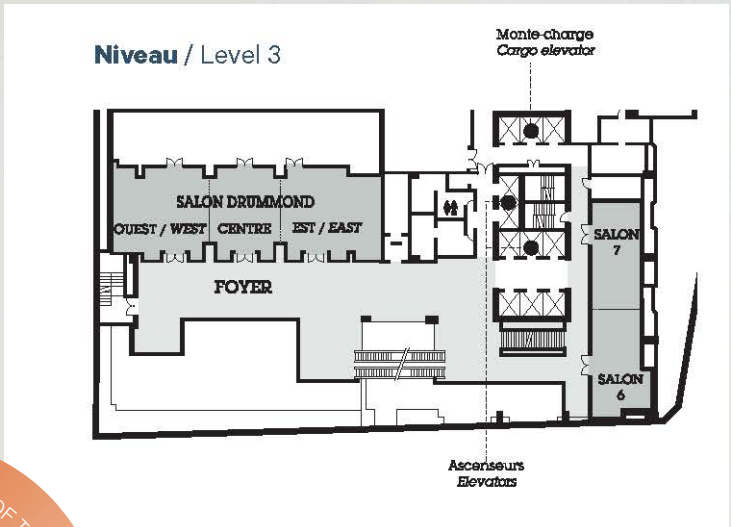 Niveau / Level 3
Monte-charge
Cargo elevator
SALON DRUMMOND
OUEST / WEST
CENTRE
EST / EAST
FOYER
SALON
7
SALON
6
Ascenseurs
Elevators
OF T